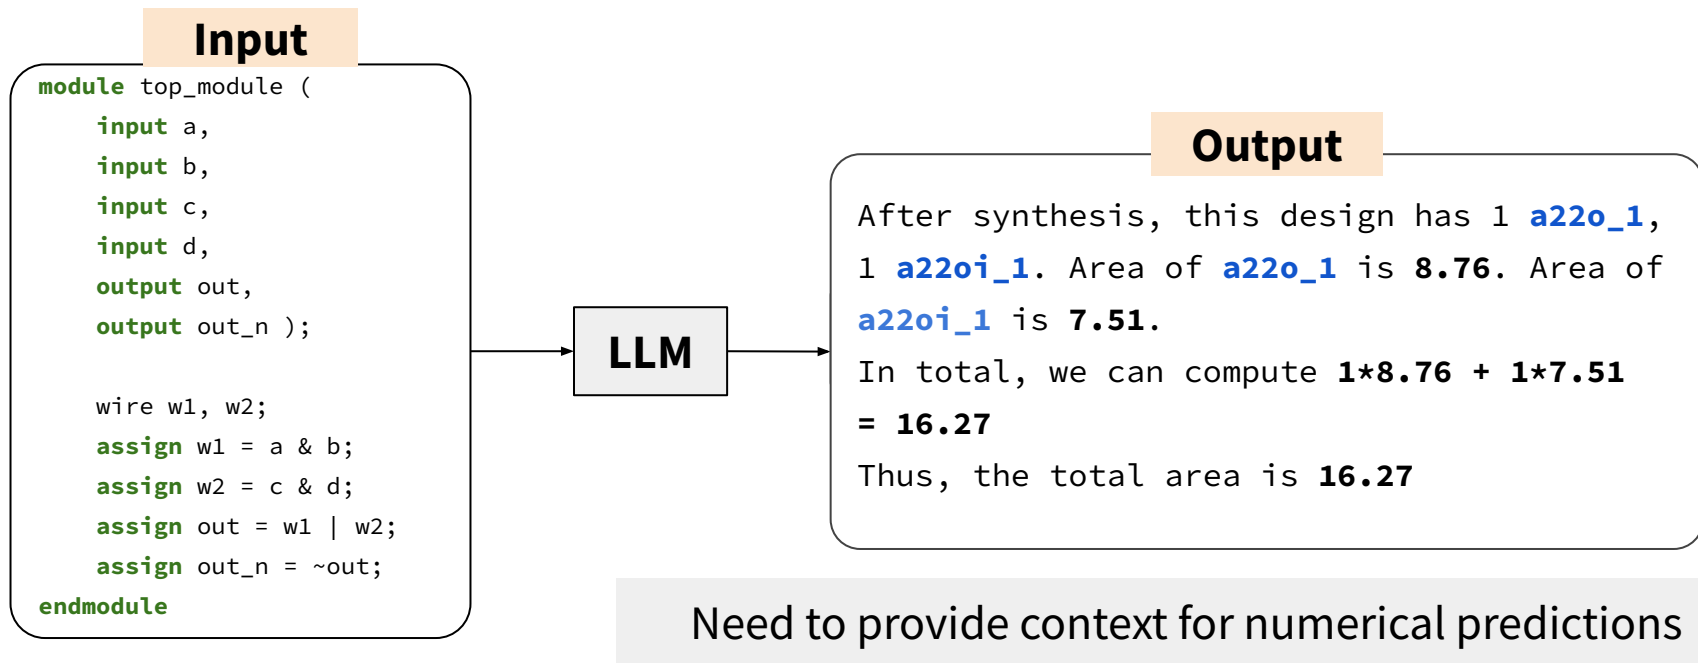 Input
module top_module (
    input a,
    input b,
    input c,
    input d,
    output out,
    output out_n );
    wire w1, w2;
    assign w1 = a & b;
    assign w2 = c & d;
    assign out = w1 | w2;
    assign out_n = ~out;
endmodule
LLM
Output
After synthesis, this design has 1 a22o_1,
1 a22oi_1. Area of a22o_1 is 8.76. Area of
a22oi_1 is 7.51.
In total, we can compute 1*8.76 + 1*7.51
= 16.27
Thus, the total area is 16.27
Need to provide context for numerical predictions